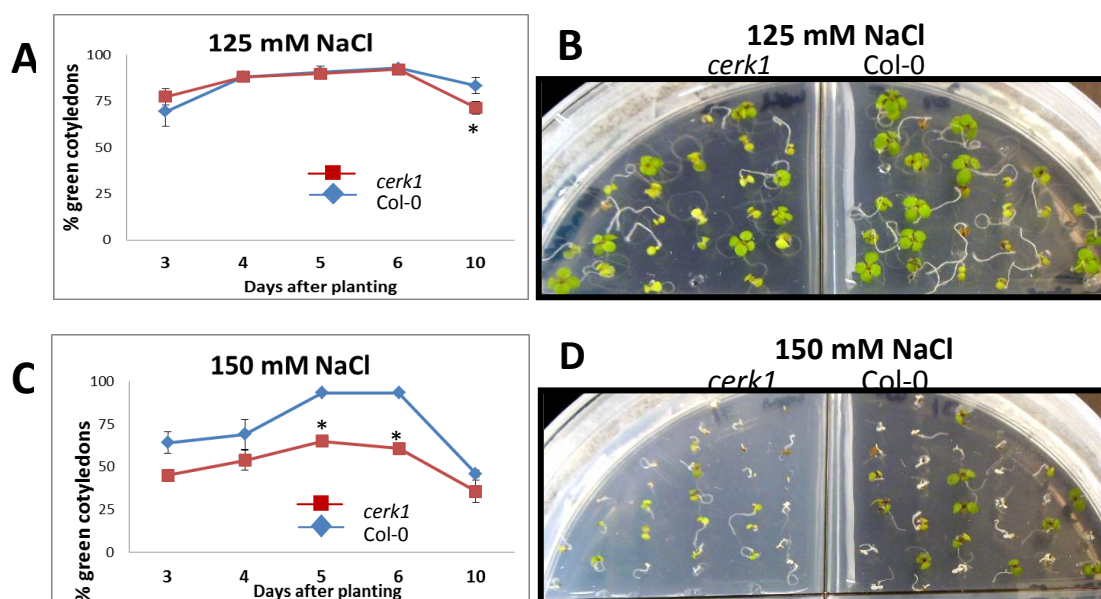 A
125 mM NaCl
% green cotyledons
100
75
50
25
0
*
cerk1
Col-0
3 4 5 6 10
Days after planting
B
125 mM NaCl
cerk1 Col-0
C
150 mM NaCl
% green cotyledons
100
75
50
25
0
* *
cerk1
Col-0
3 4 5 6 10
Days after planting
D
150 mM NaCl
cerk1 Col-0